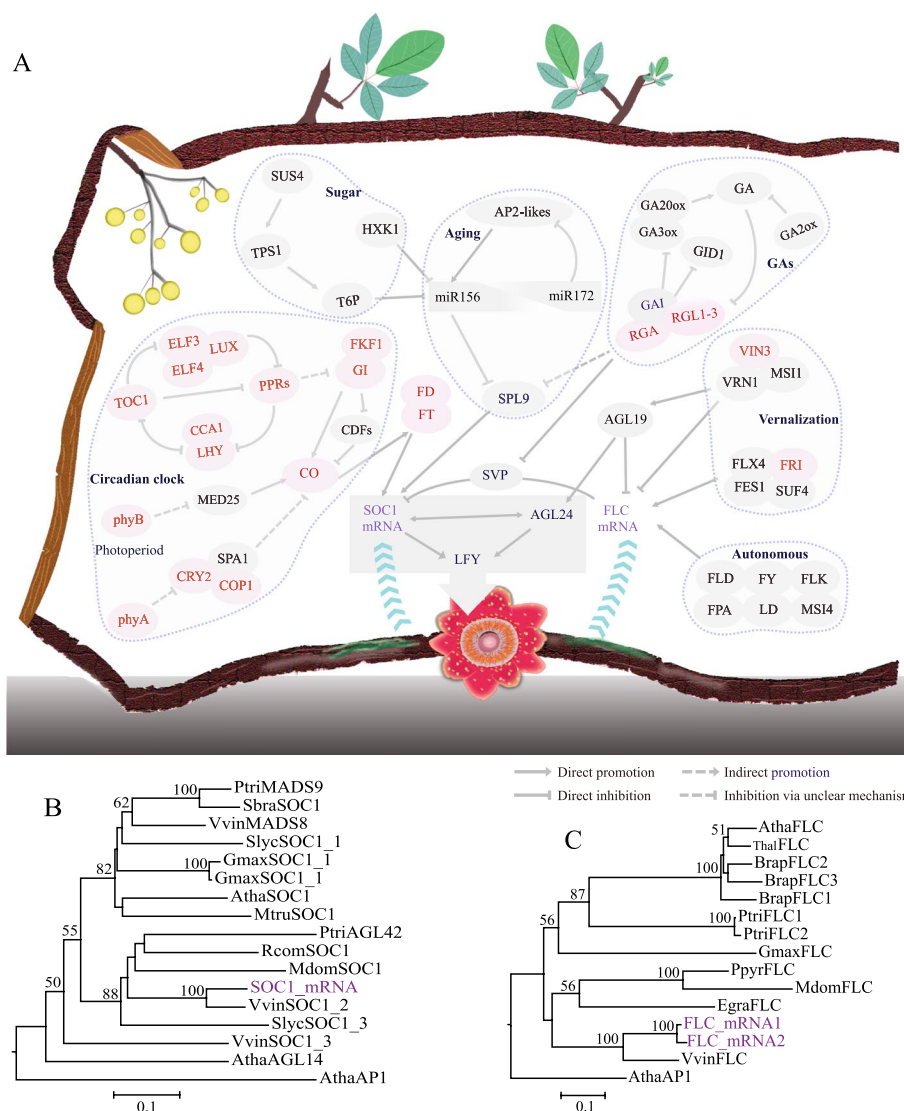 A
SUS4
Sugar
TPS1
HXK1
T6P
Aging
AP2-likes
miR156
miR172
SPL9
GA20ox
GA3ox
GA
GA2ox
GID1
GAs
GAI
RGA
RGL1-3
ELF3
LUX
ELF4
TOC1
PPRs
FKF1
GI
CCA1
LHY
CDFs
CO
Circadian clock
phyB
MED25
Photoperiod
SPA1
CRY2
COP1
phyA
FD
FT
VIN3
VRN1
MSI1
Vernalization
AGL19
FLX4
FRI
FES1
SUF4
SVP
SOC1
mRNA
AGL24
FLC
mRNA
LFY
Autonomous
FLD
FY
FLK
FPA
LD
MSI4
Direct promotion
Indirect promotion
Direct inhibition
Inhibition via unclear mechanism
B
PtriMADS9
SbraSOC1
VvinMADS8
SlycSOC1_1
GmaxSOC1_1
GmaxSOC1_1
AthaSOC1
MtruSOC1
PtriAGL42
RcomSOC1
MdomSOC1
SOC1_mRNA
VvinSOC1_2
SlycSOC1_3
VvinSOC1_3
AthaAGL14
AthaAP1
100
62
100
82
55
50
88
100
0.1
C
AthaFLC
ThalFLC
BrapFLC2
BrapFLC3
BrapFLC1
PtriFLC1
PtriFLC2
GmaxFLC
PpyrFLC
MdomFLC
EgraFLC
FLC_mRNA1
FLC_mRNA2
VvinFLC
AthaAP1
51
100
87
100
56
100
56
100
100
0.1